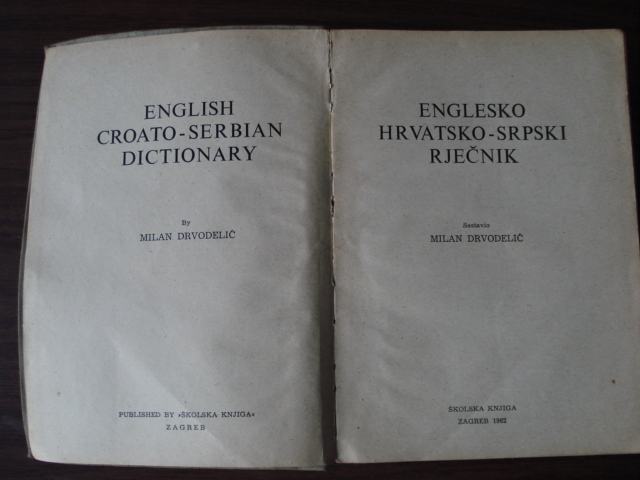 ENGLISH
CROATO-SERBIAN
DICTIONARY
By
MILAN DRVODELIĆ
PUBLISHED BY »ŠKOLSKA KNJIGA«
ZAGREB
ENGLESKO
HRVATSKO-SRPSKI
RJEČNIK
Sastavio
MILAN DRVODELIĆ
ŠKOLSKA KNJIGA
ZAGREB 1962